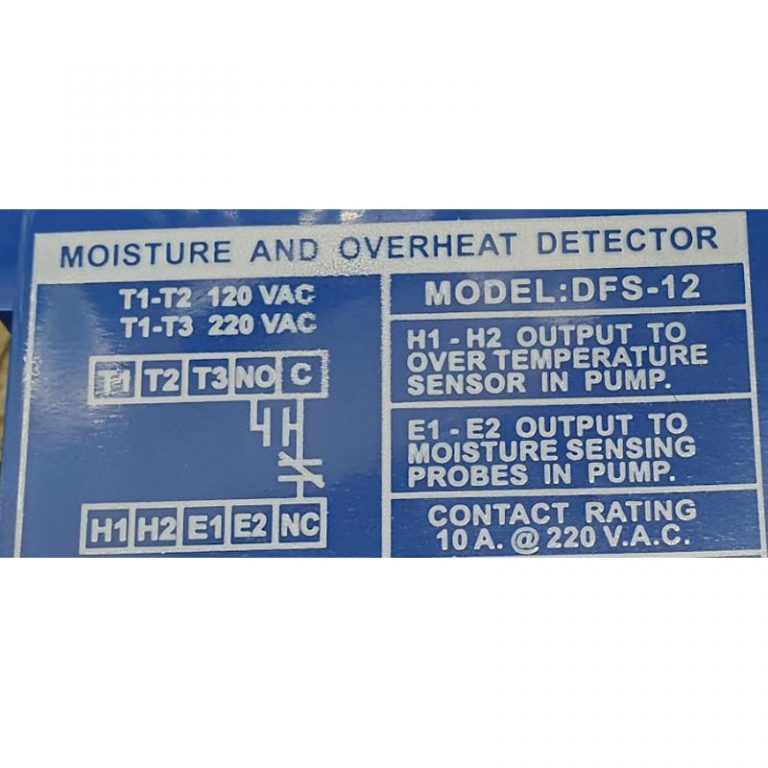 MOISTURE AND OVERHEAT DETECTOR
T1-T2 120 VAC
T1-T3 220 VAC
T1 T2 T3 NO C
H1 H2 E1 E2 NC
MODEL:DFS-12
H1 - H2 OUTPUT TO
OVER TEMPERATURE
SENSOR IN PUMP.
E1 - E2 OUTPUT TO
MOISTURE SENSING
PROBES IN PUMP.
CONTACT RATING
10 A. @ 220 V.A.C.